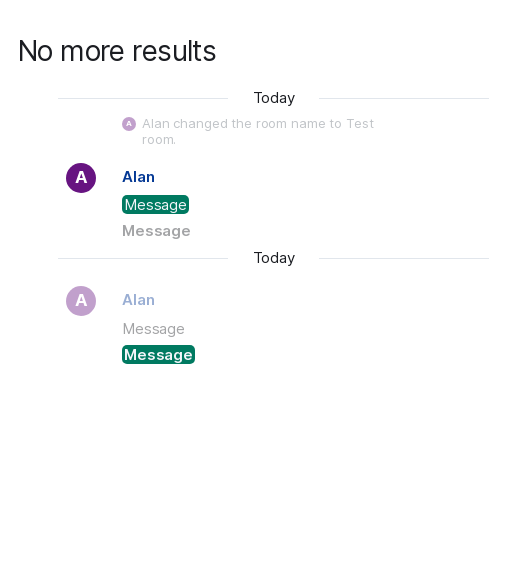 No more results
Today
A Alan changed the room name to Test
room.
A Alan
Message
Message
Today
A Alan
Message
Message